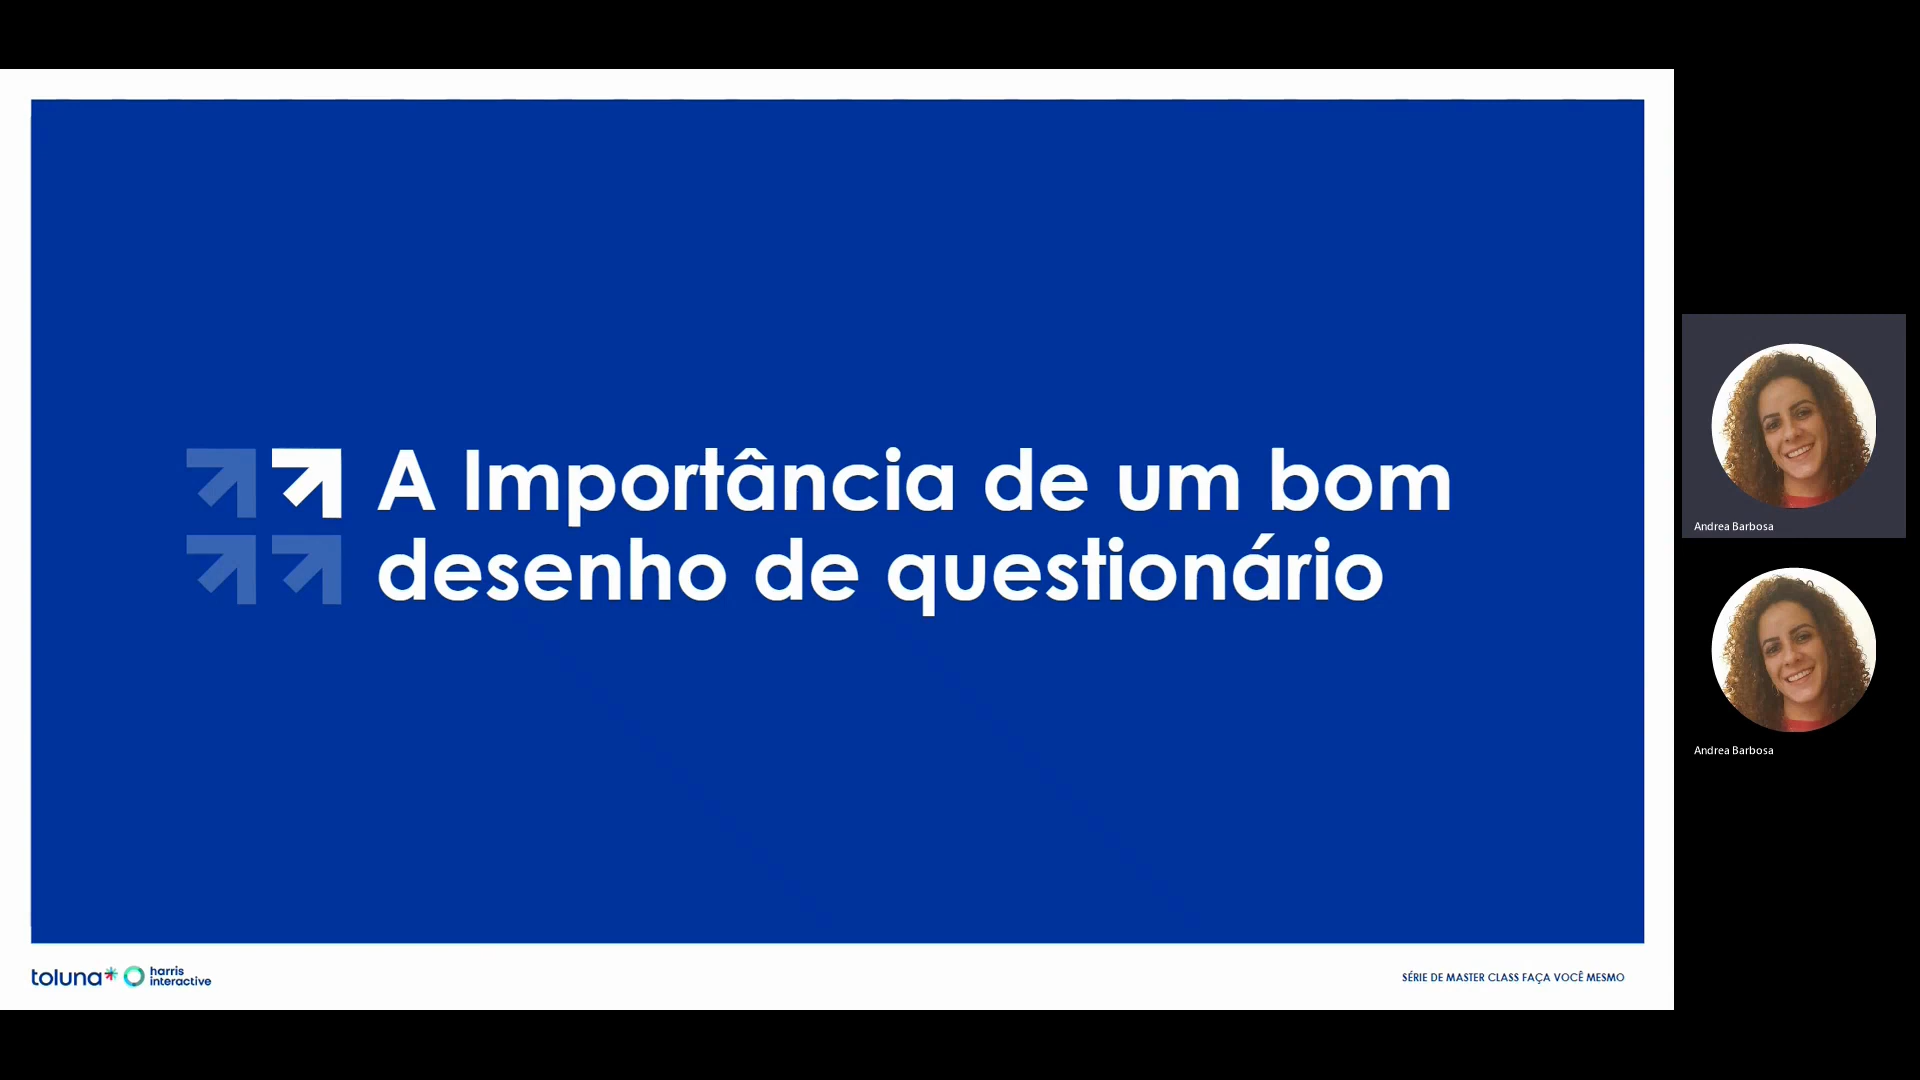 A Importância de um bom
desenho de questionário
Andrea Barbosa
Andrea Barbosa
toluna* harris
interactive
SÉRIE DE MASTER CLASS FAÇA VOCÊ MESMO